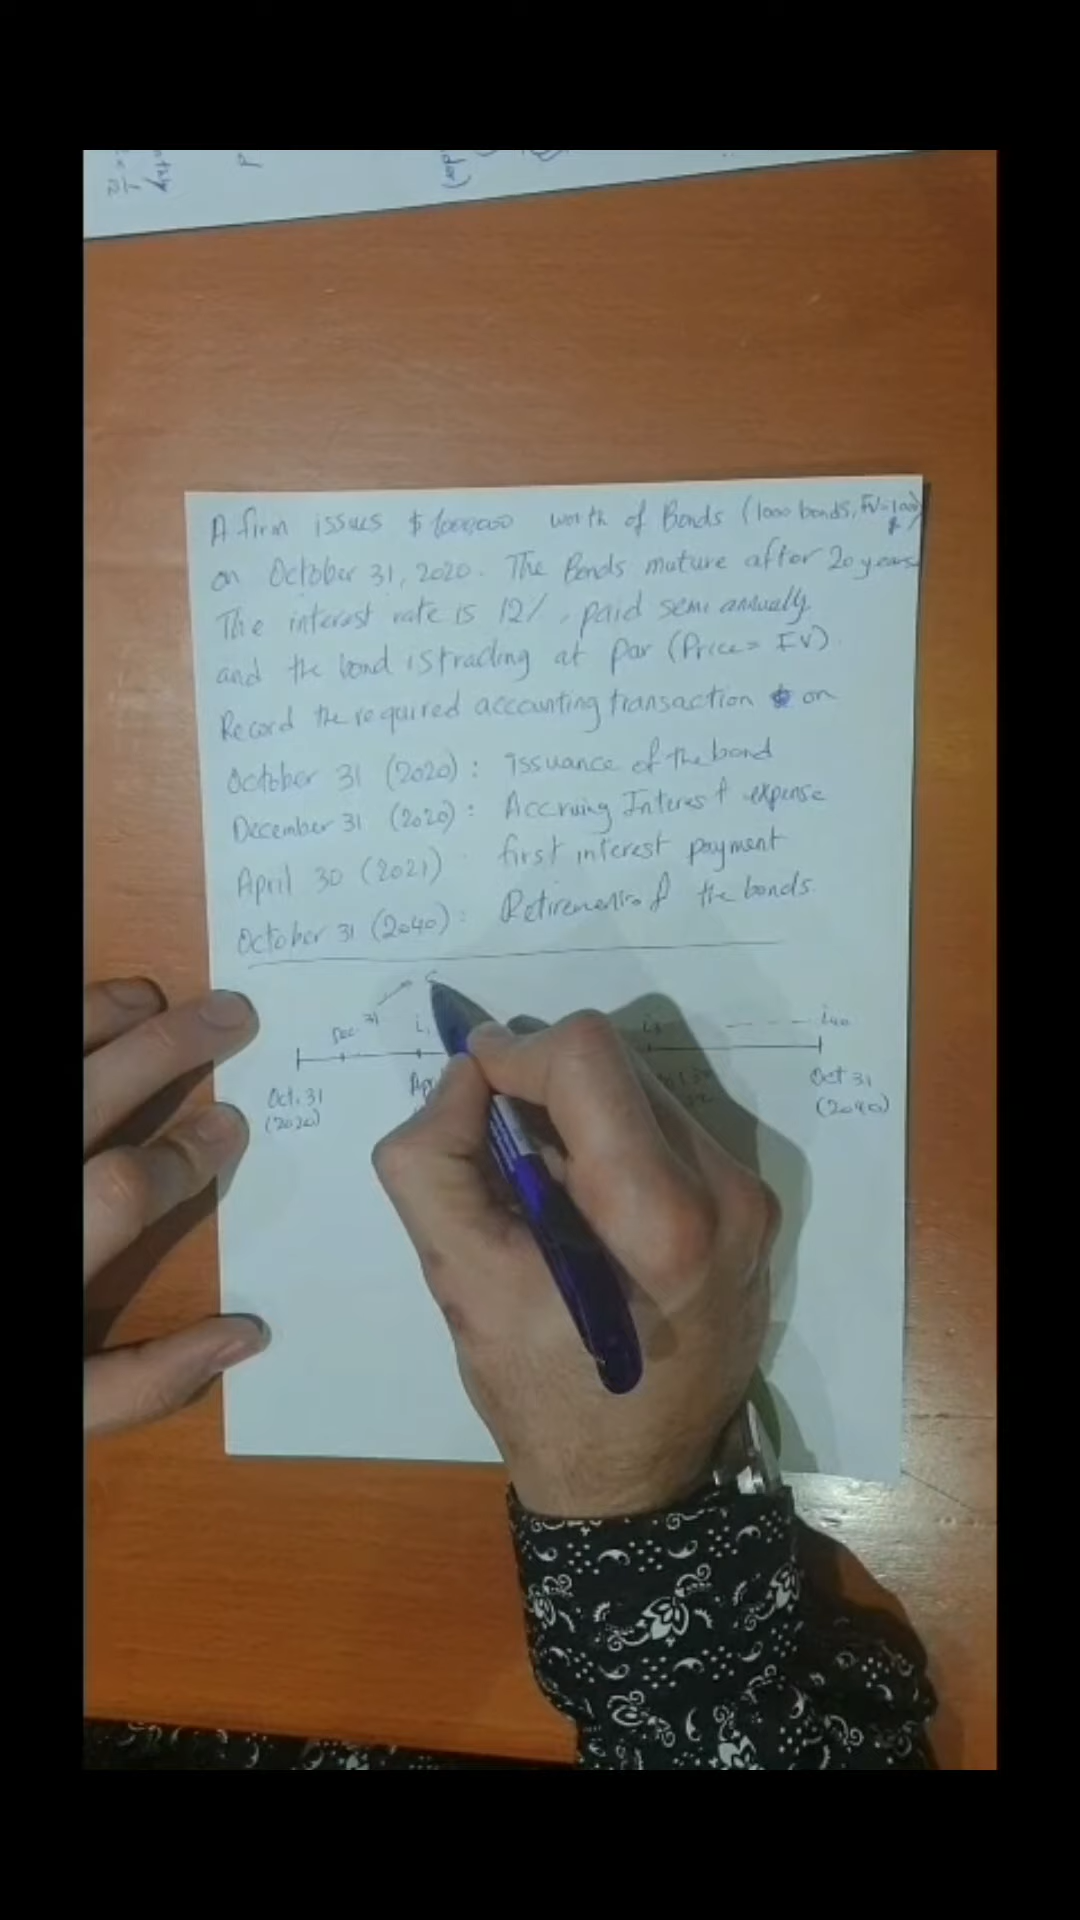 A firm issues $1000,000 worth of Bonds (1000 bonds, FV=1000$)
on October 31, 2020. The Bonds muture after 20 years
The interest rate is 12%, paid semi annually
and the bond is trading at par (Price = FV).
Record the required accounting transaction on
October 31 (2020): Issuance of the bond
December 31 (2020): Accruing Interest expense
April 30 (2021) : first interest payment
October 31 (2040): Retirement of the bonds.
Dec 31 i₁ i₃ i₄₀
Oct. 31 Oct 31
(2020) (2040)